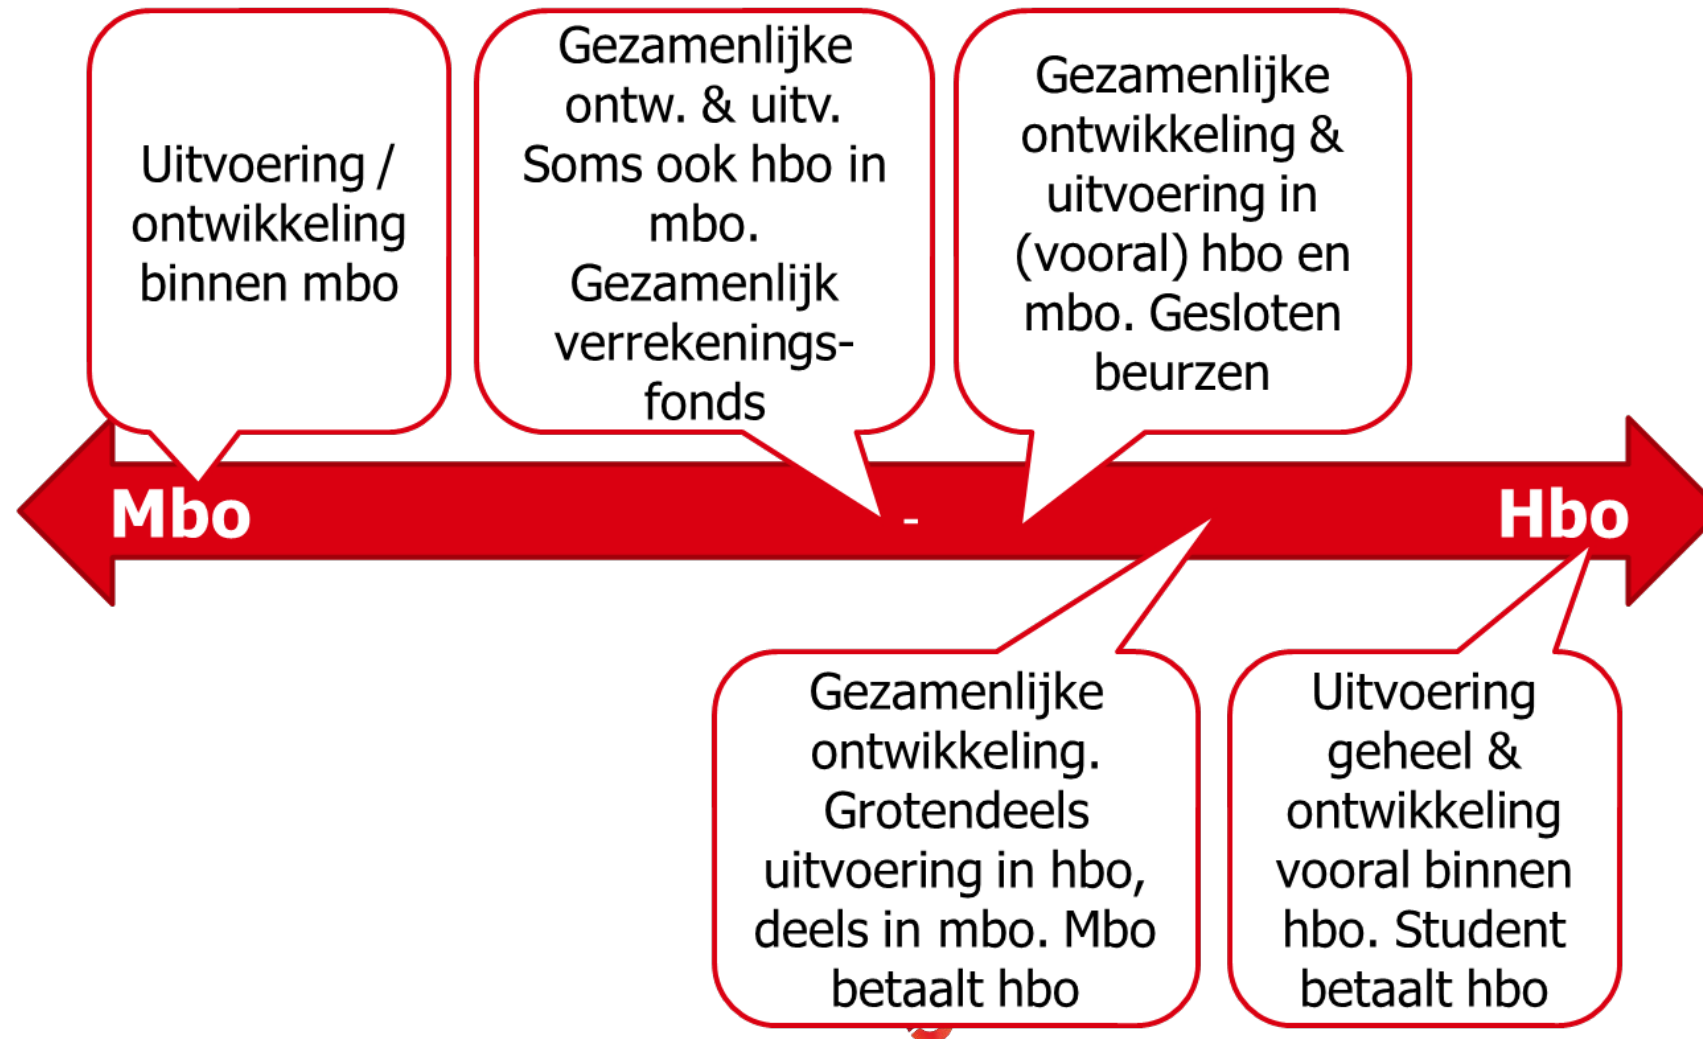 Uitvoering /
ontwikkeling
binnen mbo
Gezamenlijke
ontw. & uitv.
Soms ook hbo in
mbo.
Gezamenlijk
verrekenings-
fonds
Gezamenlijke
ontwikkeling &
uitvoering in
(vooral) hbo en
mbo. Gesloten
beurzen
Mbo
-
Hbo
Gezamenlijke
ontwikkeling.
Grotendeels
uitvoering in hbo,
deels in mbo. Mbo
betaalt hbo
Uitvoering
geheel &
ontwikkeling
vooral binnen
hbo. Student
betaalt hbo